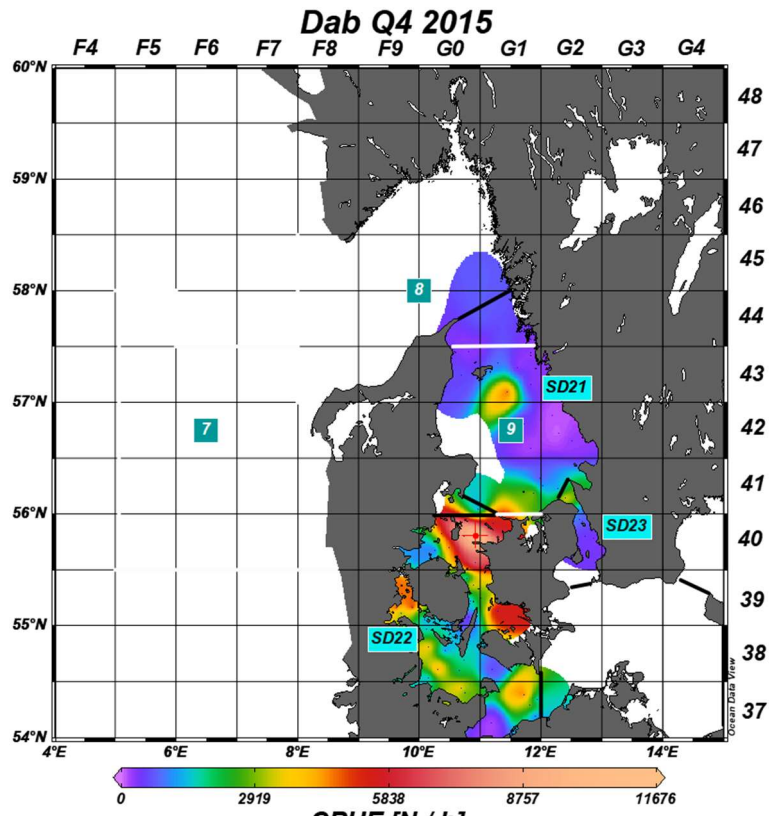 Dab Q4 2015
F4 F5 F6 F7 F8 F9 G0 G1 G2 G3 G4
60°N
48
47
59°N
46
45
58°N
8
44
43
57°N
SD21
7
9
42
41
56°N
SD23
40
39
55°N
SD22
38
Ocean Data View
37
54°N
4°E 6°E 8°E 10°E 12°E 14°E
0 2919 5838 8757 11676
CPUE [N / h]